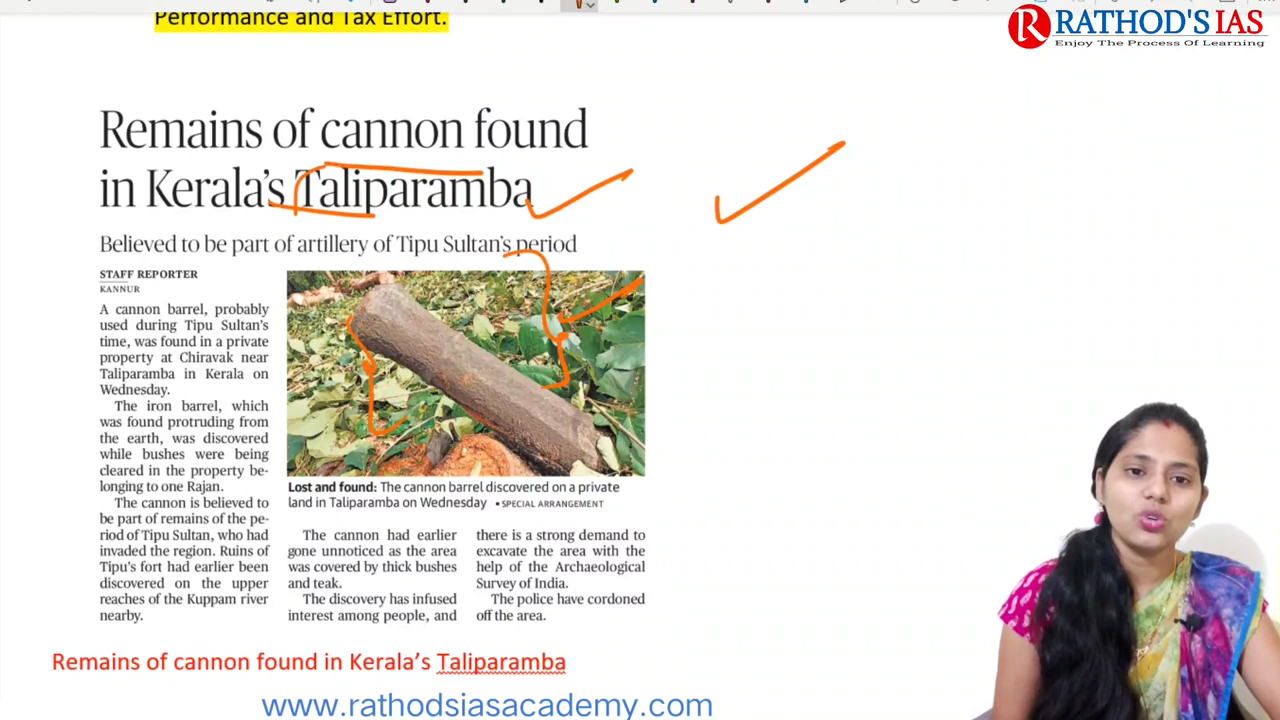 Performance and Tax Effort.
RATHOD'S IAS
Enjoy The Process Of Learning
Remains of cannon found
in Kerala's Taliparamba
Believed to be part of artillery of Tipu Sultan's period
STAFF REPORTER
KANNUR
A cannon barrel, probably
used during Tipu Sultan's
time, was found in a private
property at Chiravak near
Taliparamba in Kerala on
Wednesday.
The iron barrel, which
was found protruding from
the earth, was discovered
while bushes were being
cleared in the property be-
longing to one Rajan.
The cannon is believed to
be part of remains of the pe-
riod of Tipu Sultan, who had
invaded the region. Ruins of
Tipu's fort had earlier been
discovered on the upper
reaches of the Kuppam river
nearby.
Lost and found: The cannon barrel discovered on a private
land in Taliparamba on Wednesday • SPECIAL ARRANGEMENT
The cannon had earlier
gone unnoticed as the area
was covered by thick bushes
and teak.
The discovery has infused
interest among people, and
there is a strong demand to
excavate the area with the
help of the Archaeological
Survey of India.
The police have cordoned
off the area.
Remains of cannon found in Kerala's Taliparamba
www.rathodsiasacademy.com